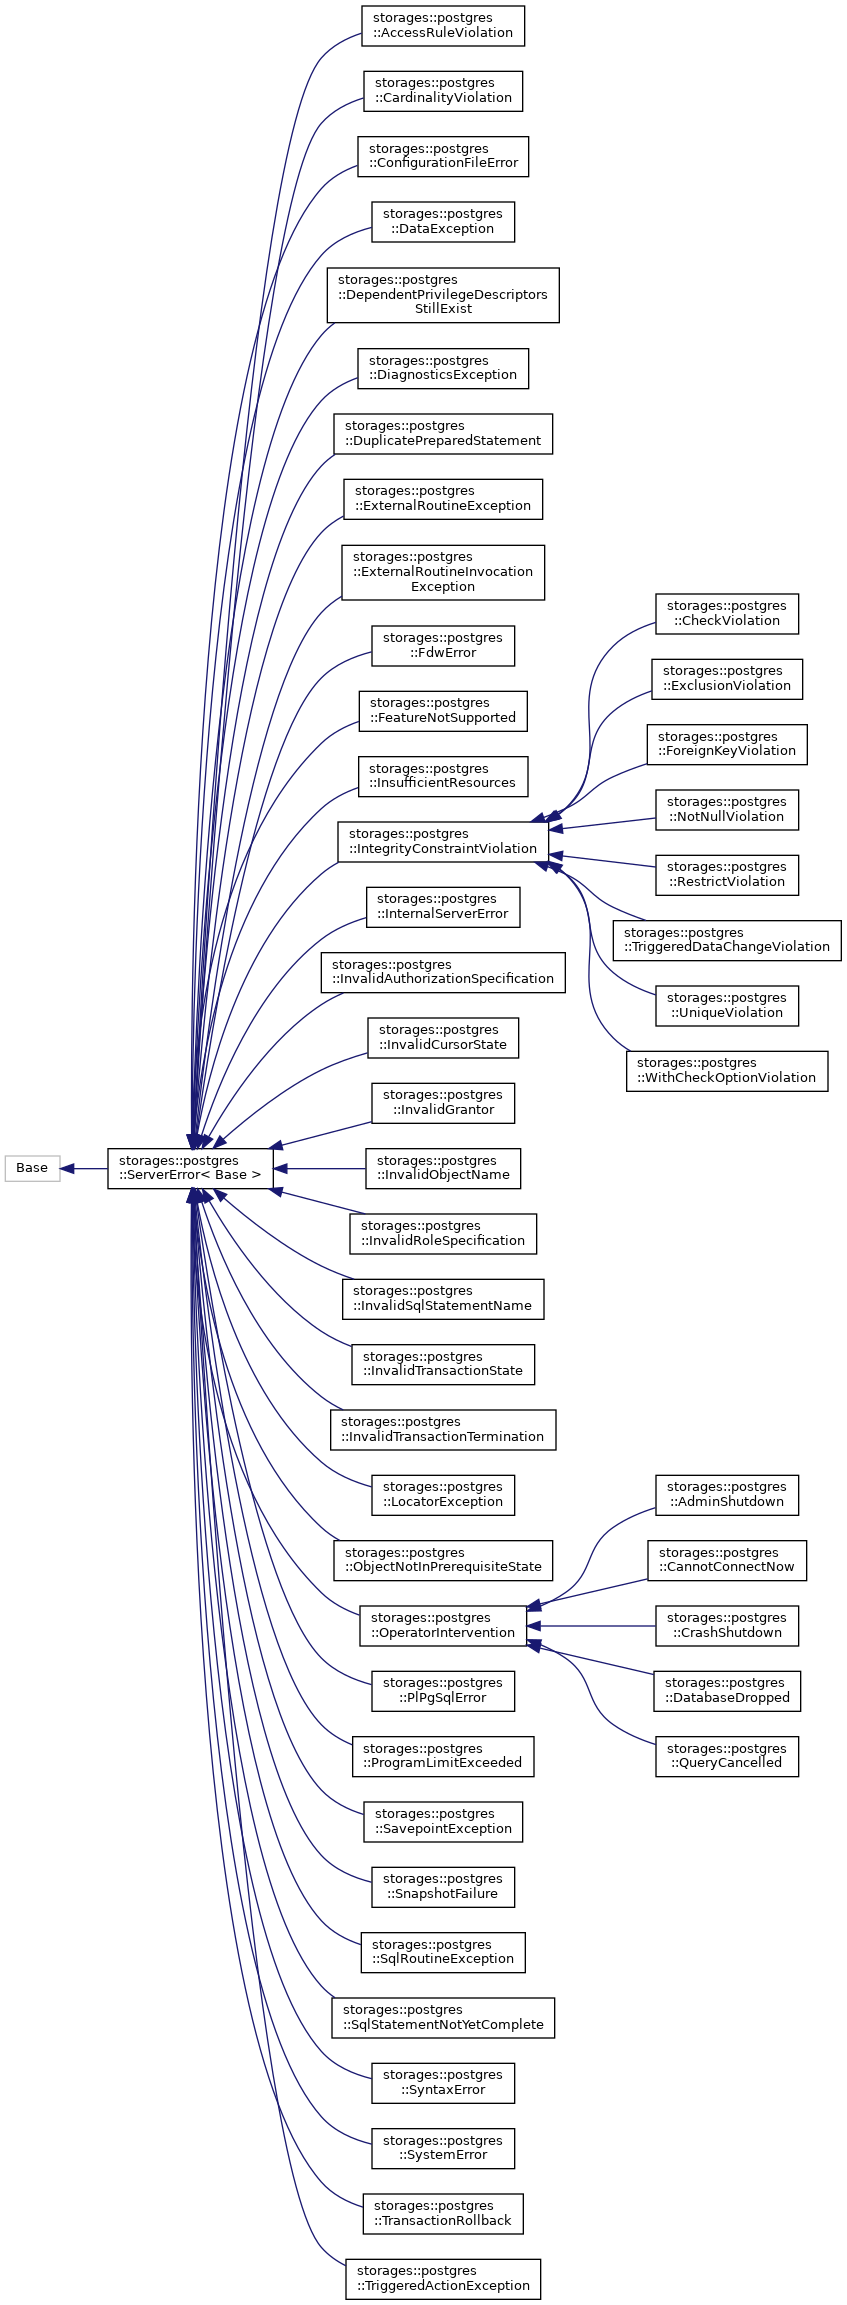 storages::postgres
::AccessRuleViolation
storages::postgres
::CardinalityViolation
storages::postgres
::ConfigurationFileError
storages::postgres
::DataException
storages::postgres
::DependentPrivilegeDescriptors
StillExist
storages::postgres
::DiagnosticsException
storages::postgres
::DuplicatePreparedStatement
storages::postgres
::ExternalRoutineException
storages::postgres
::ExternalRoutineInvocation
Exception
storages::postgres
::FdwError
storages::postgres
::FeatureNotSupported
storages::postgres
::InsufficientResources
storages::postgres
::IntegrityConstraintViolation
storages::postgres
::CheckViolation
storages::postgres
::ExclusionViolation
storages::postgres
::ForeignKeyViolation
storages::postgres
::NotNullViolation
storages::postgres
::RestrictViolation
storages::postgres
::TriggeredDataChangeViolation
storages::postgres
::UniqueViolation
storages::postgres
::WithCheckOptionViolation
storages::postgres
::InternalServerError
storages::postgres
::InvalidAuthorizationSpecification
storages::postgres
::InvalidCursorState
storages::postgres
::InvalidGrantor
Base
storages::postgres
::ServerError< Base >
storages::postgres
::InvalidObjectName
storages::postgres
::InvalidRoleSpecification
storages::postgres
::InvalidSqlStatementName
storages::postgres
::InvalidTransactionState
storages::postgres
::InvalidTransactionTermination
storages::postgres
::LocatorException
storages::postgres
::ObjectNotInPrerequisiteState
storages::postgres
::OperatorIntervention
storages::postgres
::AdminShutdown
storages::postgres
::CannotConnectNow
storages::postgres
::CrashShutdown
storages::postgres
::DatabaseDropped
storages::postgres
::QueryCancelled
storages::postgres
::PlPgSqlError
storages::postgres
::ProgramLimitExceeded
storages::postgres
::SavepointException
storages::postgres
::SnapshotFailure
storages::postgres
::SqlRoutineException
storages::postgres
::SqlStatementNotYetComplete
storages::postgres
::SyntaxError
storages::postgres
::SystemError
storages::postgres
::TransactionRollback
storages::postgres
::TriggeredActionException